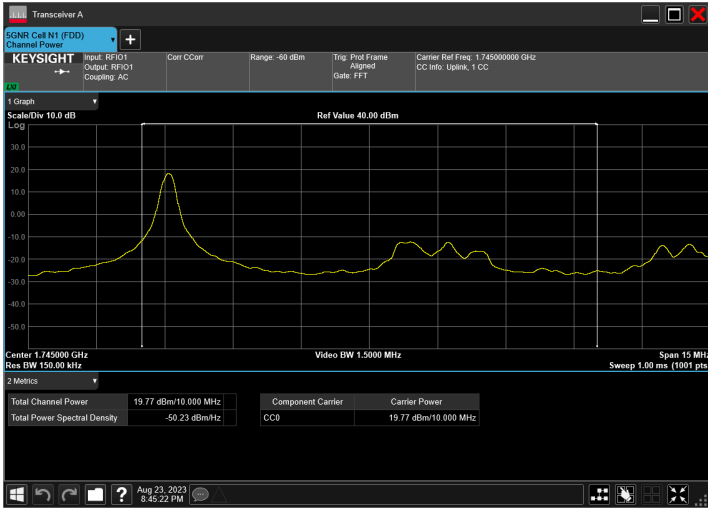 Transceiver A
5GNR Cell N1 (FDD)
Channel Power
KEYSIGHT
LXI
Input: RFIO1
Output: RFIO1
Coupling: AC
Corr CCorr
Range: -60 dBm
Trig: Prot Frame
Aligned
Gate: FFT
Carrier Ref Freq: 1.745000000 GHz
CC Info: Uplink, 1 CC
1 Graph
Scale/Div 10.0 dB
Ref Value 40.00 dBm
Log
30.0
20.0
10.0
0.00
-10.0
-20.0
-30.0
-40.0
-50.0
Center 1.745000 GHz
Video BW 1.5000 MHz
Span 15 MHz
Res BW 150.00 kHz
Sweep 1.00 ms (1001 pts
2 Metrics
Total Channel Power 19.77 dBm/10.000 MHz
Total Power Spectral Density -50.23 dBm/Hz
Component Carrier Carrier Power
CC0 19.77 dBm/10.000 MHz
Aug 23, 2023
8:45:22 PM